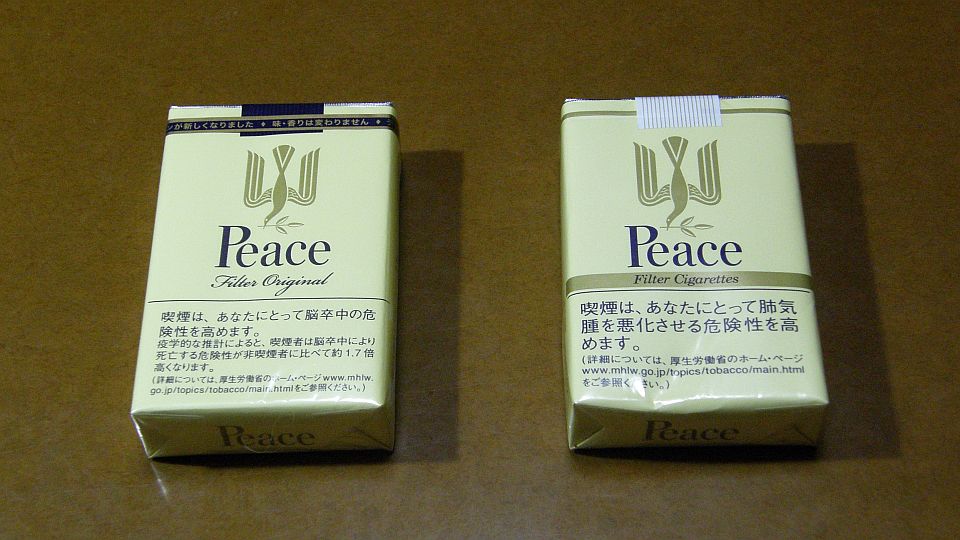 ンが新しくなりました ◆ 味・香りは変わりません ◆
Peace
Filter Original
喫煙は、あなたにとって脳卒中の危
険性を高めます。
疫学的な推計によると、喫煙者は脳卒中により
死亡する危険性が非喫煙者に比べて約1.7倍
高くなります。
(詳細については、厚生労働省のホーム・ページwww.mhlw.
go.jp/topics/tobacco/main.htmlをご参照ください。)
Peace
Peace
Filter Cigarettes
喫煙は、あなたにとって肺気
腫を悪化させる危険性を高
めます。
(詳細については、厚生労働省のホーム・ページ
www.mhlw.go.jp/topics/tobacco/main.html
をご参照ください。)
Peace